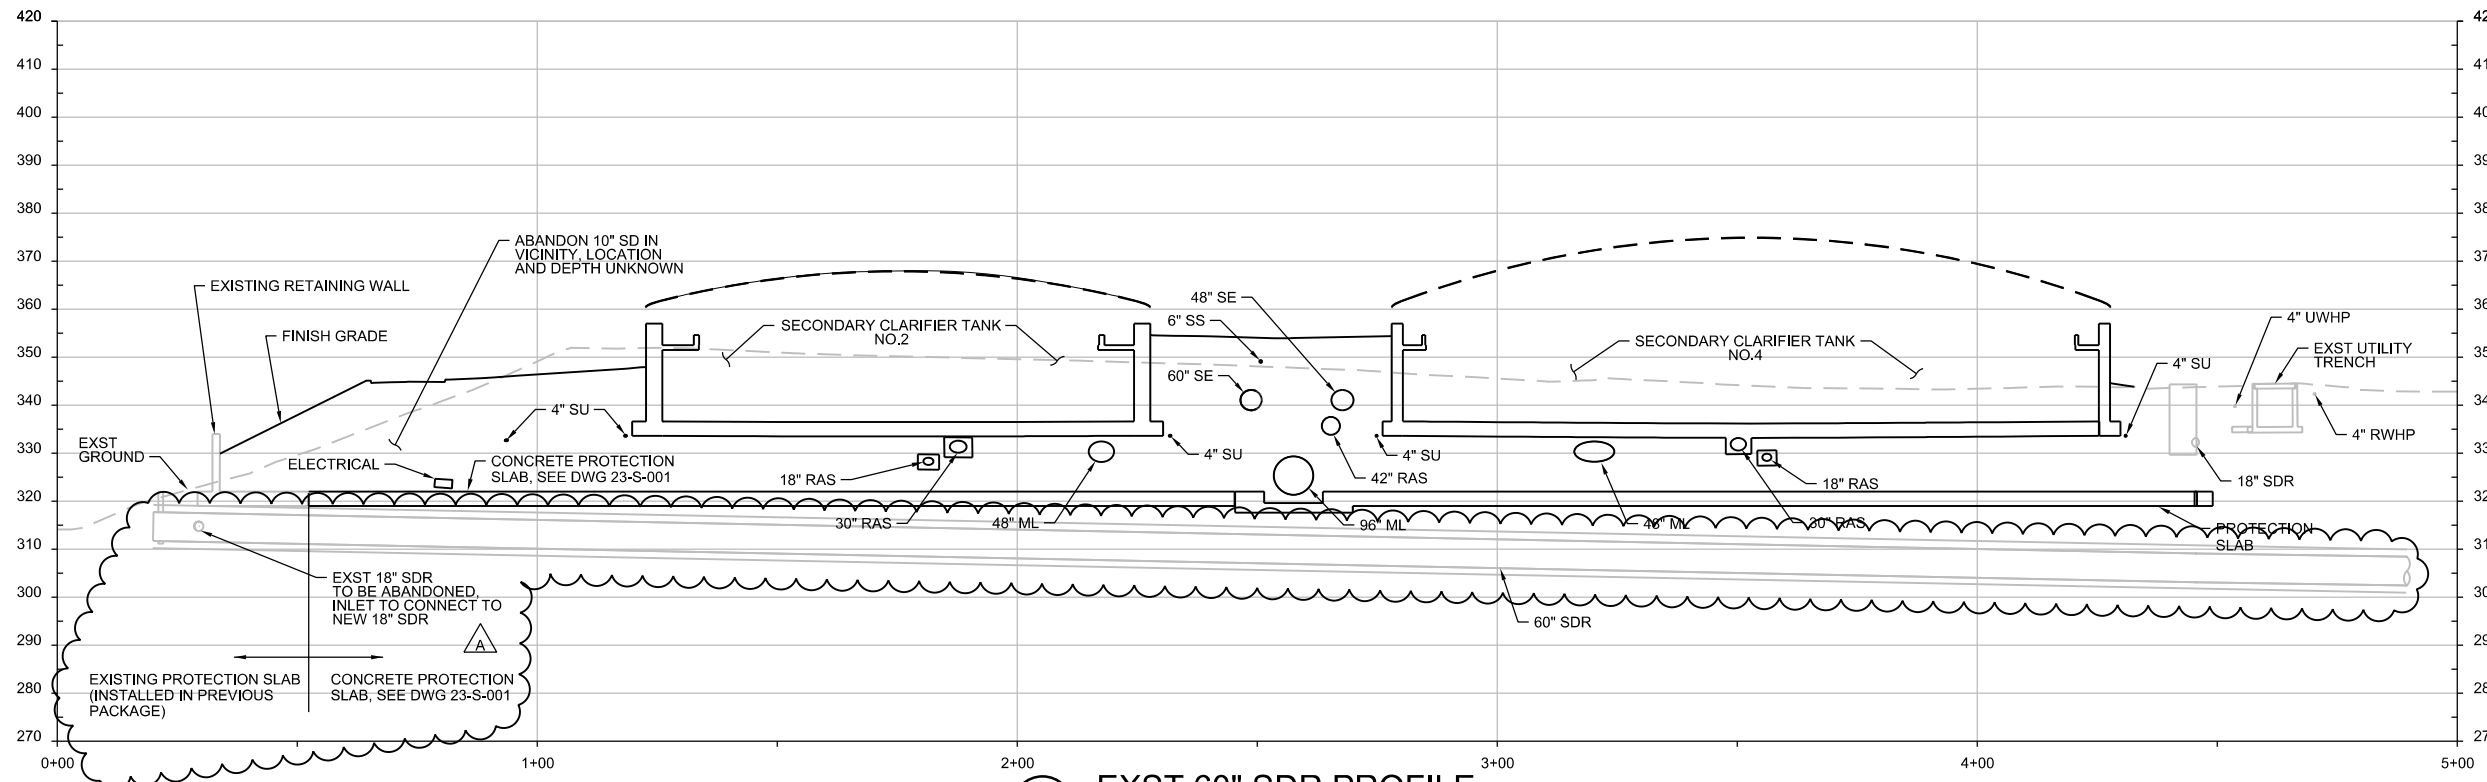 420
410
400
390
380
370
360
350
340
330
320
310
300
290
280
270
ABANDON 10" SD IN
VICINITY, LOCATION
AND DEPTH UNKNOWN
EXISTING RETAINING WALL
FINISH GRADE
SECONDARY CLARIFIER TANK
NO.2
48" SE
6" SS
60" SE
SECONDARY CLARIFIER TANK
NO.4
4" UWHP
EXST UTILITY
TRENCH
4" SU
4" SU
EXST
GROUND
ELECTRICAL
CONCRETE PROTECTION
SLAB, SEE DWG 23-S-001
18" RAS
30" RAS
48" ML
4" SU
42" RAS
4" SU
96" ML
48" ML
18" RAS
30" RAS
18" SDR
4" RWHP
PROTECTION
SLAB
EXST 18" SDR
TO BE ABANDONED,
INLET TO CONNECT TO
NEW 18" SDR
A
60" SDR
EXISTING PROTECTION SLAB
(INSTALLED IN PREVIOUS
PACKAGE)
CONCRETE PROTECTION
SLAB, SEE DWG 23-S-001
0+00
1+00
2+00
3+00
4+00
5+00
EXST 60" SDR PROFILE